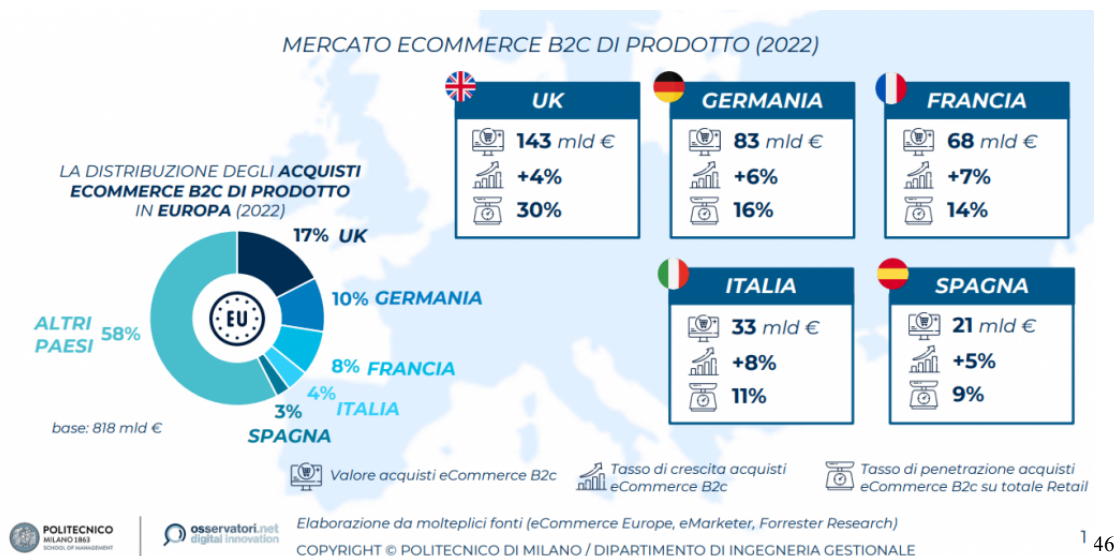 MERCATO ECOMMERCE B2C DI PRODOTTO (2022)
LA DISTRIBUZIONE DEGLI ACQUISTI
ECOMMERCE B2C DI PRODOTTO
IN EUROPA (2022)
17% UK
10% GERMANIA
8% FRANCIA
4%
ITALIA
3%
SPAGNA
ALTRI
PAESI
58%
EU
base: 818 mld €
UK
143 mld €
+4%
30%
GERMANIA
83 mld €
+6%
16%
FRANCIA
68 mld €
+7%
14%
ITALIA
33 mld €
+8%
11%
SPAGNA
21 mld €
+5%
9%
Valore acquisti eCommerce B2c
Tasso di crescita acquisti
eCommerce B2c
Tasso di penetrazione acquisti
eCommerce B2c su totale Retail
POLITECNICO
MILANO 1863
SCHOOL OF MANAGEMENT
osservatori.net
digital innovation
Elaborazione da molteplici fonti (eCommerce Europe, eMarketer, Forrester Research)
COPYRIGHT © POLITECNICO DI MILANO / DIPARTIMENTO DI INGEGNERIA GESTIONALE
1
46